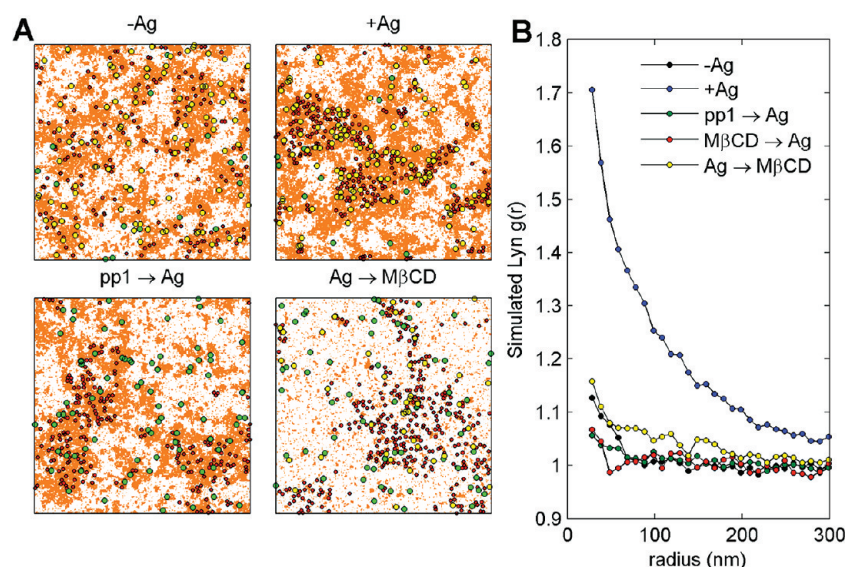 A
-Ag
+Ag
pp1 → Ag
Ag → MβCD
B
1.8
1.7
1.6
1.5
1.4
1.3
1.2
1.1
1
0.9
Simulated Lyn g(r)
-Ag
+Ag
pp1 → Ag
MβCD → Ag
Ag → MβCD
0
100
200
300
radius (nm)